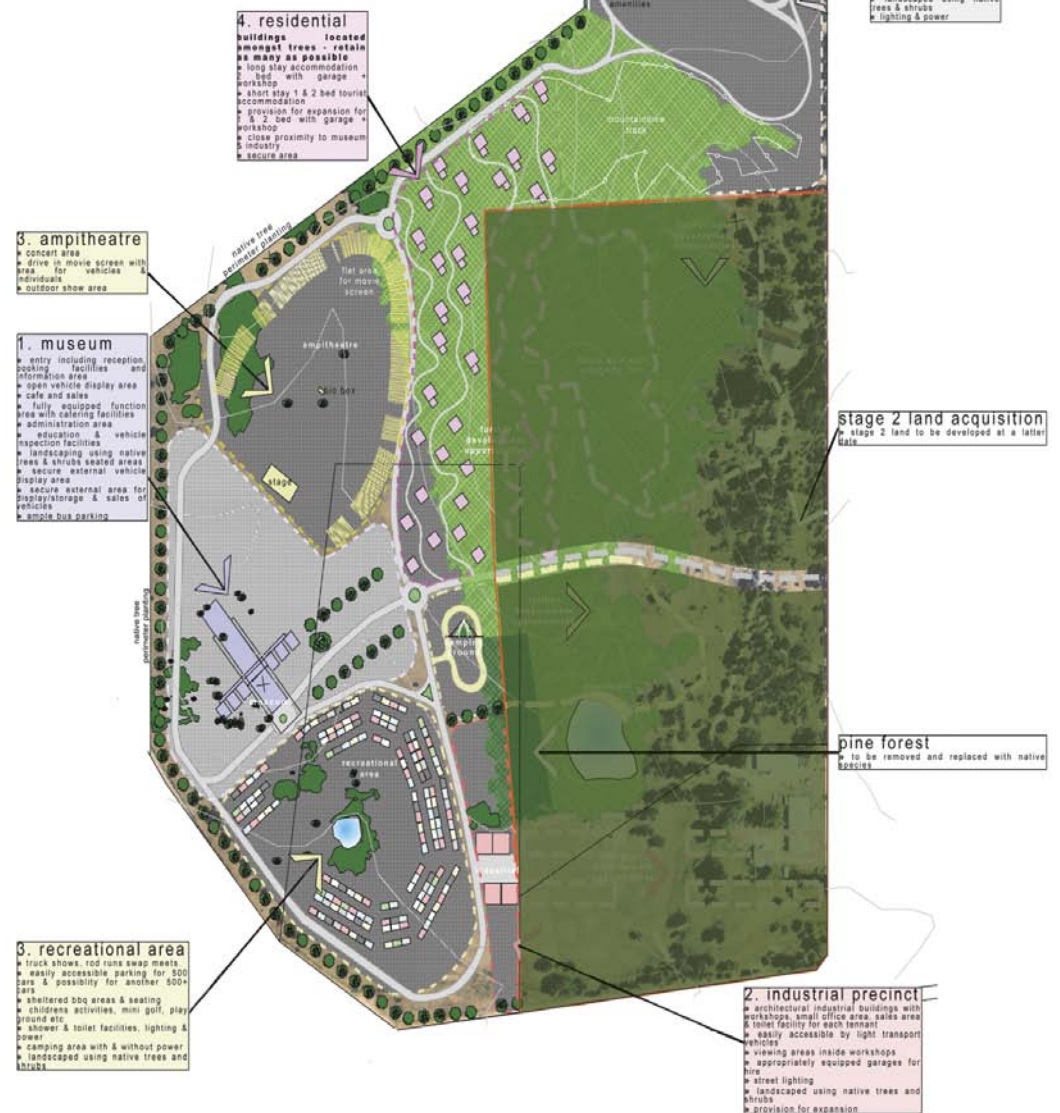 amenities
landscaped using native
trees & shrubs
lighting & power
4. residential
buildings located
amongst trees - retain
as many as possible
long stay accommodation
2 bed with garage +
workshop
short stay 1 & 2 bed tourist
accommodation
provision for expansion for
1 & 2 bed with garage +
workshop
close proximity to museum
& industry
secure area
mountainbike
track
native tree
perimeter planting
3. ampitheatre
concert area
drive in movie screen with
area for vehicles &
individuals
outdoor show area
flat area
for movie
screen
ampitheatre
bio box
stage
1. museum
entry including reception,
booking facilities and
information area
open vehicle display area
cafe and sales
fully equipped function
area with catering facilities
administration area
education & vehicle
inspection facilities
landscaping using native
trees & shrubs seated areas
secure external vehicle
display area
secure external area for
display/storage & sales of
vehicles
ample bus parking
stage 2 land acquisition
stage 2 land to be developed at a latter
date
native tree
perimeter planting
pine forest
to be removed and replaced with native
species
recreational
area
3. recreational area
truck shows, rod runs swap meets
easily accessible parking for 500
cars & possiblity for another 500+
cars
sheltered bbq areas & seating
childrens activities, mini golf, play
ground etc
shower & toilet facilities, lighting &
power
camping area with & without power
landscaped using native trees and
shrubs
2. industrial precinct
architectural industrial buildings with
workshops, small office area, sales area
& toilet facility for each tennant
easily accessible by light transport
vehicles
viewing areas inside workshops
appropriately equipped garages for
hire
street lighting
landscaped using native trees and
shrubs
provision for expansion